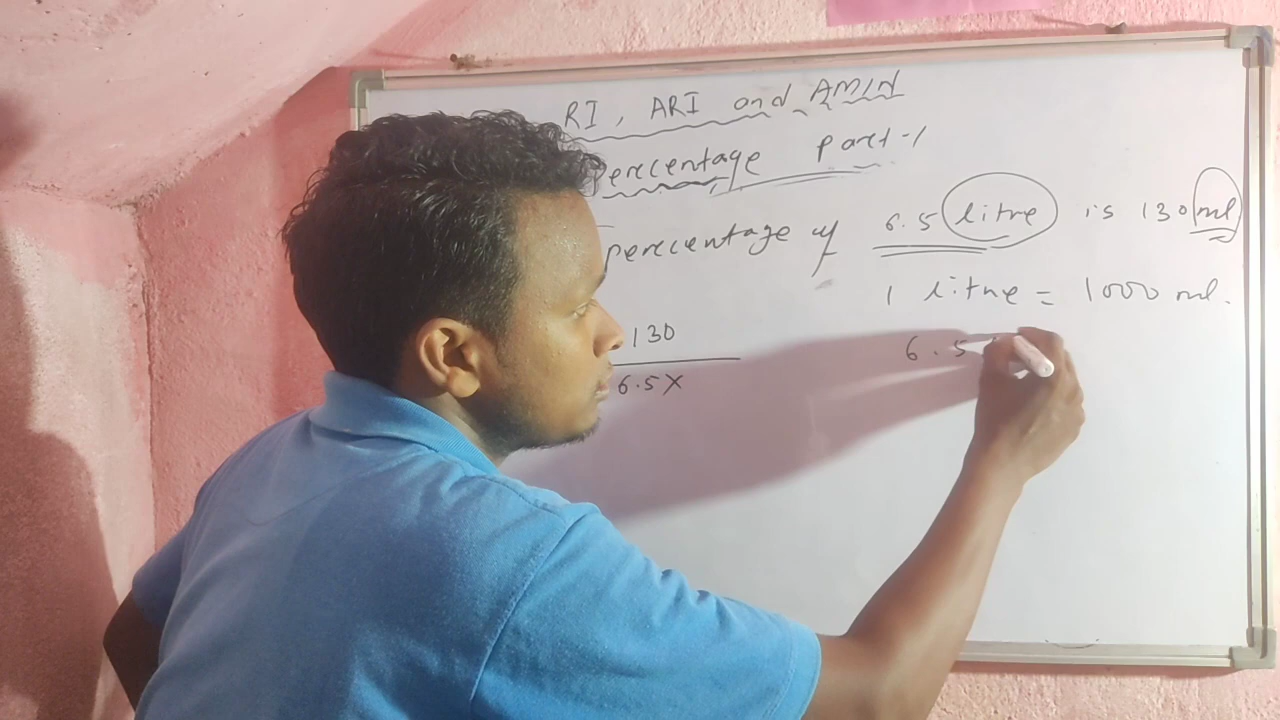 RI, ARI and AMIN
Percentage Part-1
percentage of 6.5 litre is 130 ml
1 litre = 1000 ml.
130
6.5X
6.5